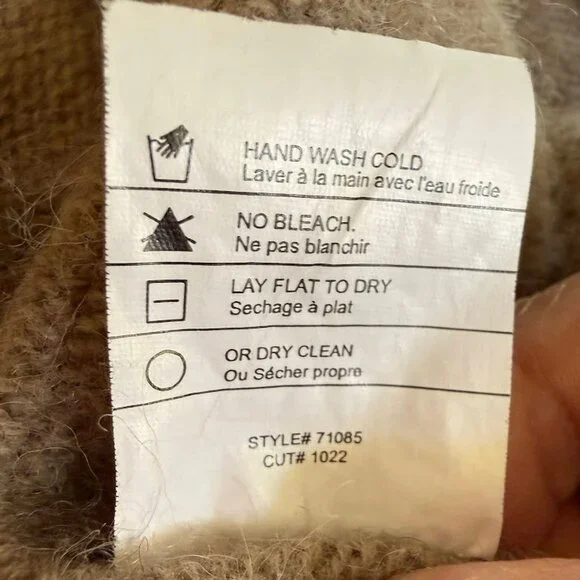 HAND WASH COLD
Laver à la main avec l'eau froide
NO BLEACH.
Ne pas blanchir
LAY FLAT TO DRY
Sechage à plat
OR DRY CLEAN
Ou Sécher propre
STYLE# 71085
CUT# 1022